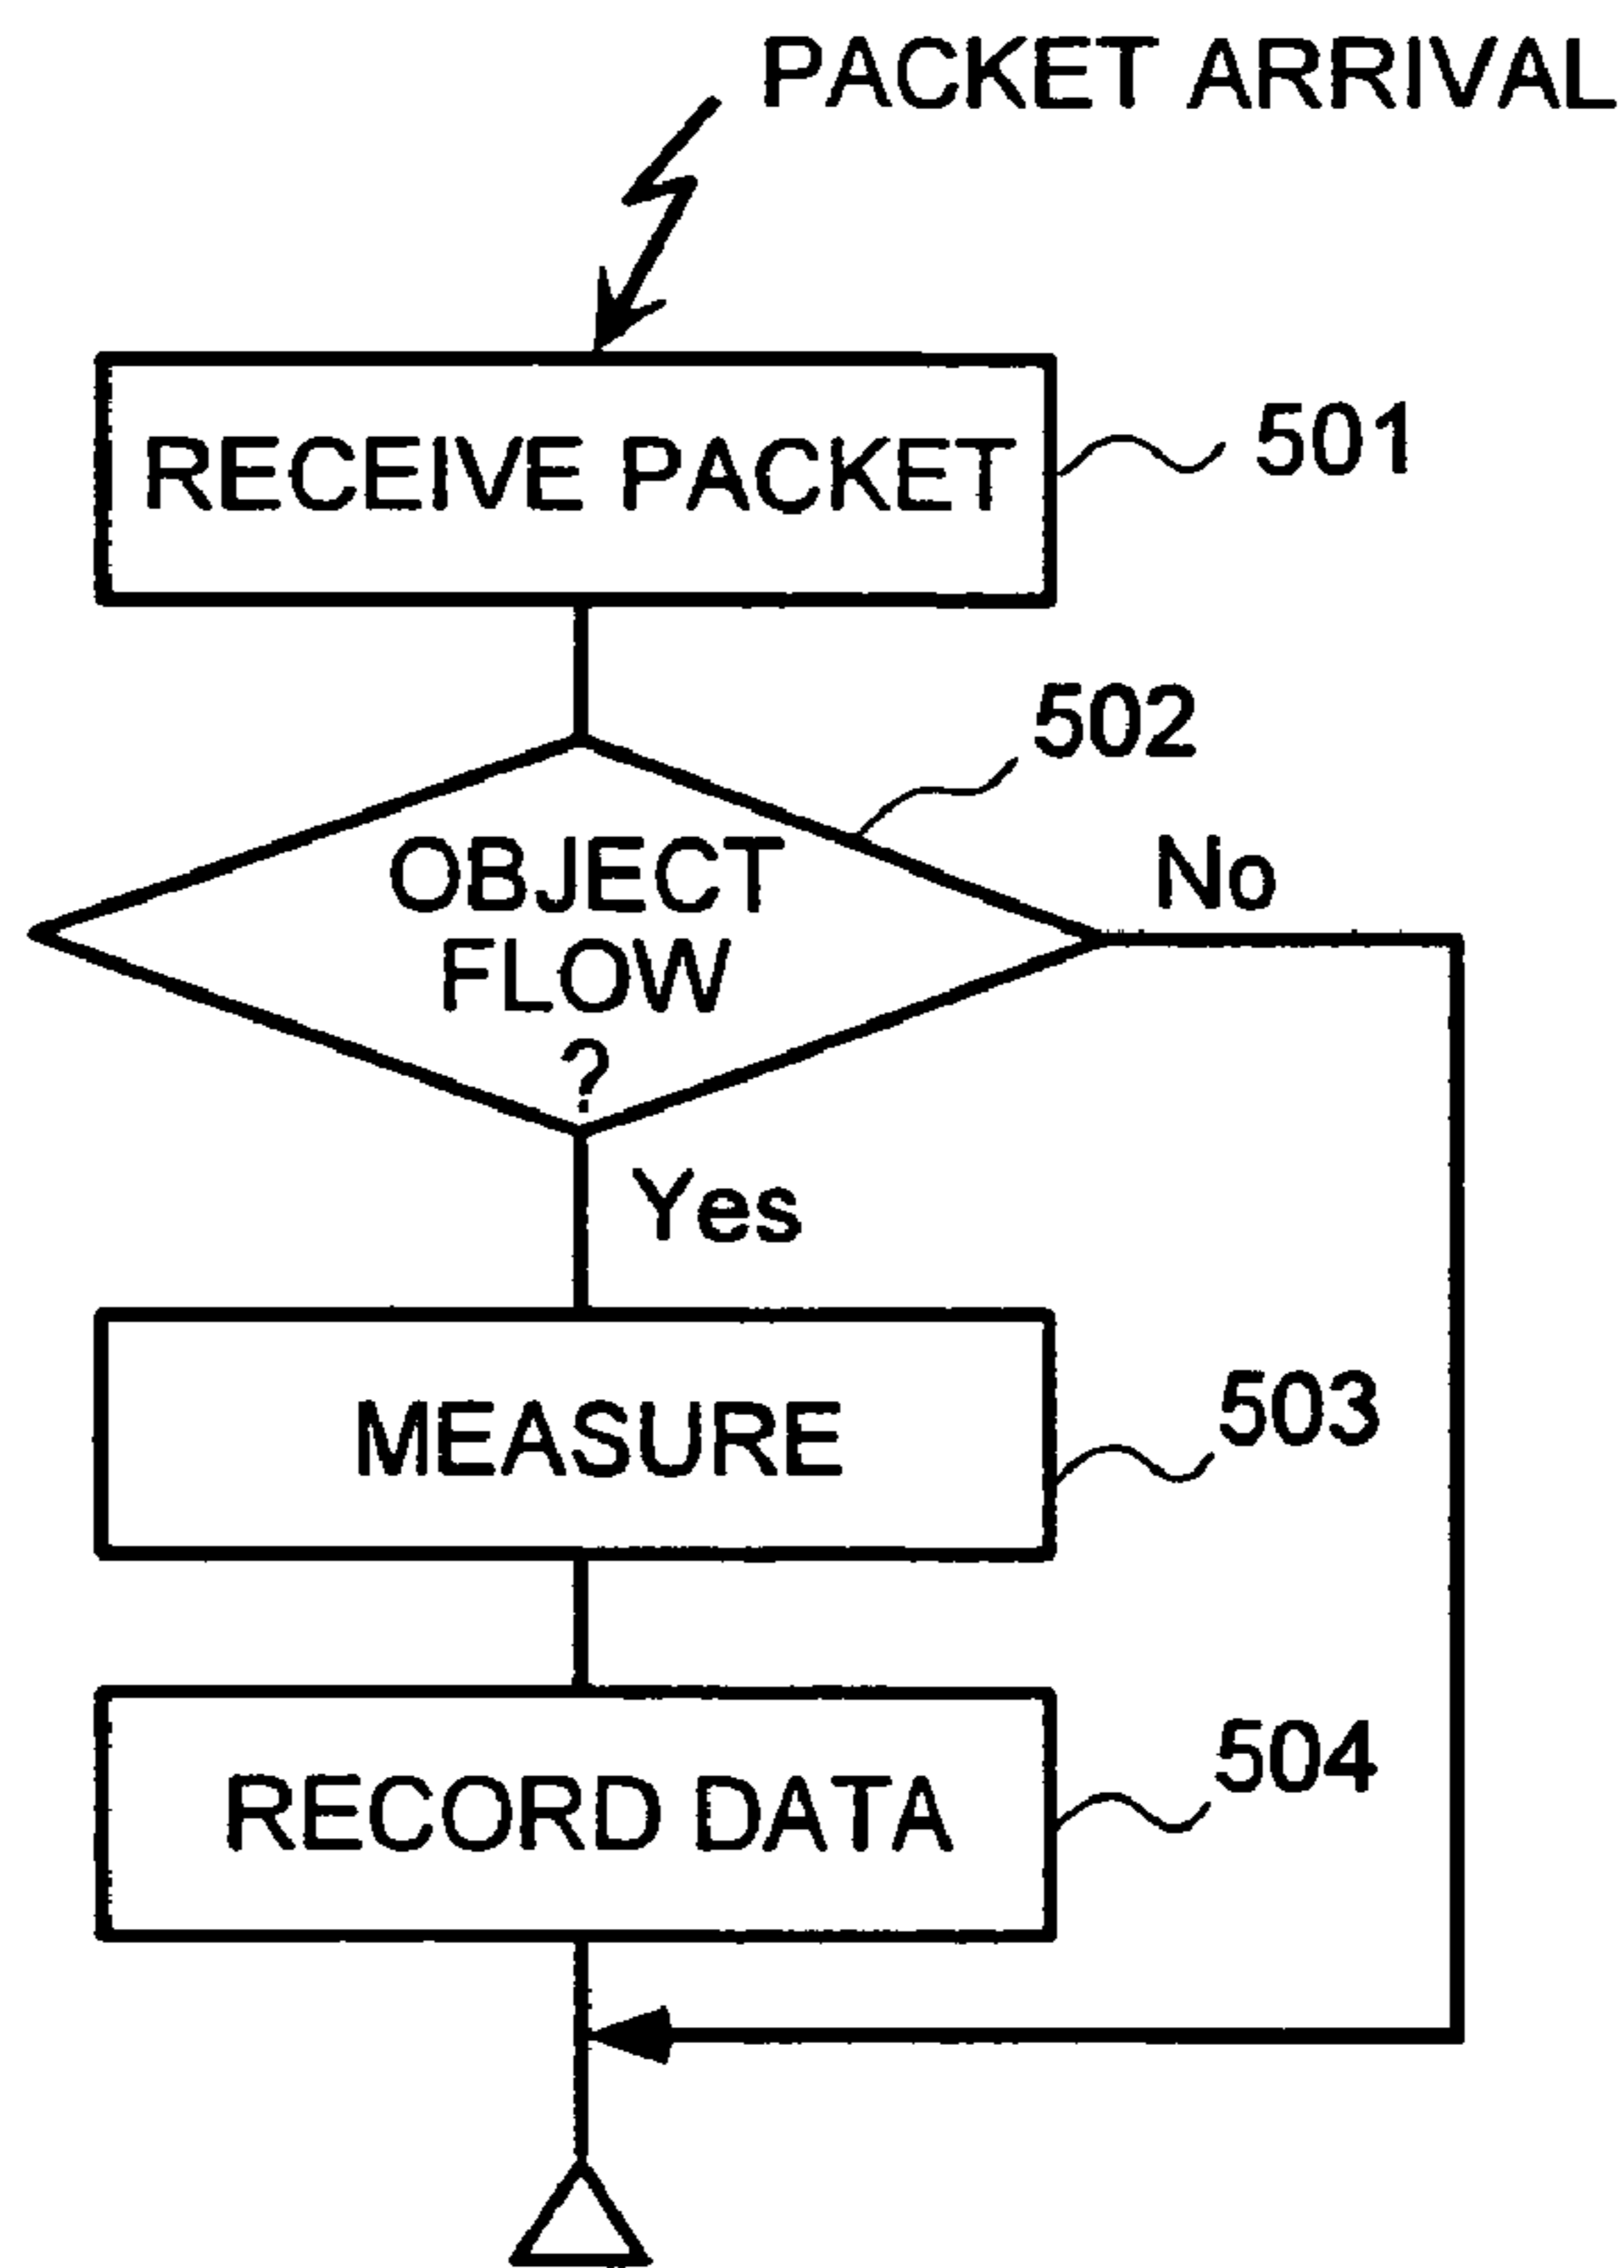 PACKET ARRIVAL
RECEIVE PACKET
501
502
OBJECT
FLOW
?
No
Yes
MEASURE
503
RECORD DATA
504